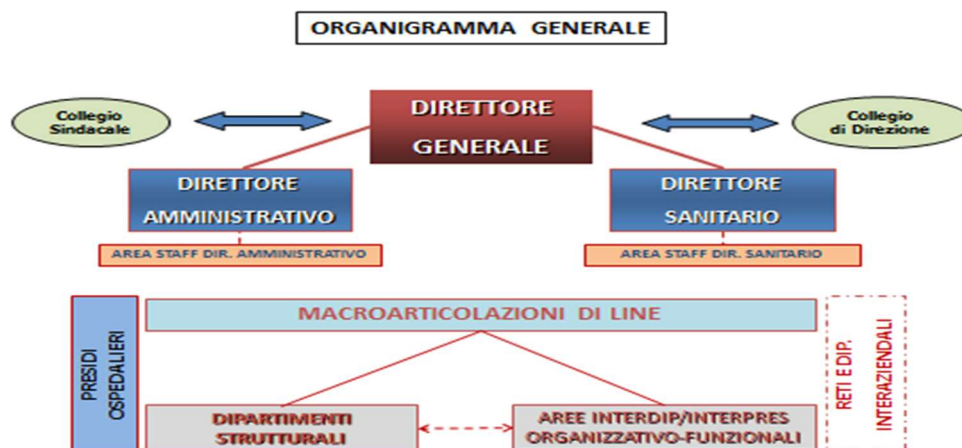 ORGANIGRAMMA GENERALE
Collegio
Sindacale
DIRETTORE
GENERALE
Collegio
di Direzione
DIRETTORE
AMMINISTRATIVO
DIRETTORE
SANITARIO
AREA STAFF DIR. AMMINISTRATIVO
AREA STAFF DIR. SANITARIO
PRESIDI
OSPEDALIERI
MACROARTICOLAZIONI DI LINE
RETI E DIP.
INTERAZIENDALI
DIPARTIMENTI
STRUTTURALI
AREE INTERDIP/INTERPRES
ORGANIZZATIVO-FUNZIONALI